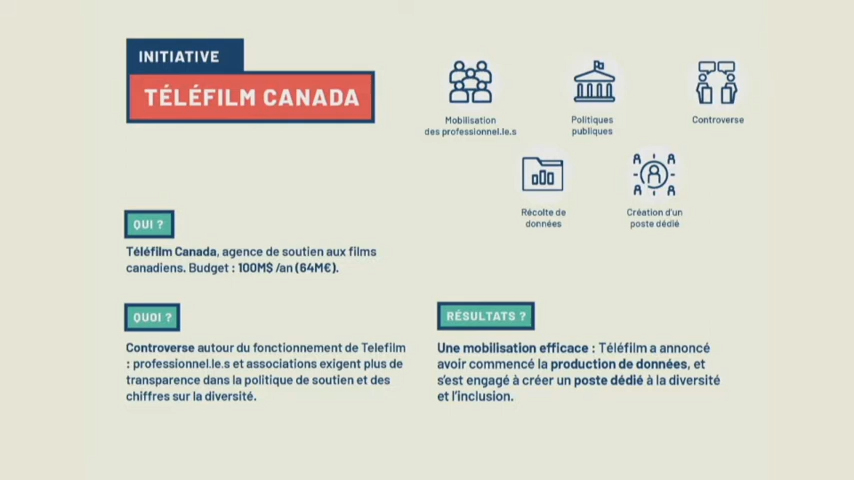 INITIATIVE
TÉLÉFILM CANADA
Mobilisation
des professionnel.le.s
Politiques
publiques
Controverse
Récolte de
données
Création d'un
poste dédié
QUI ?
Téléfilm Canada, agence de soutien aux films
canadiens. Budget : 100M$ /an (64M€).
QUOI ?
Controverse autour du fonctionnement de Telefilm
: professionnel.le.s et associations exigent plus de
transparence dans la politique de soutien et des
chiffres sur la diversité.
RÉSULTATS ?
Une mobilisation efficace : Téléfilm a annoncé
avoir commencé la production de données, et
s'est engagé à créer un poste dédié à la diversité
et l'inclusion.